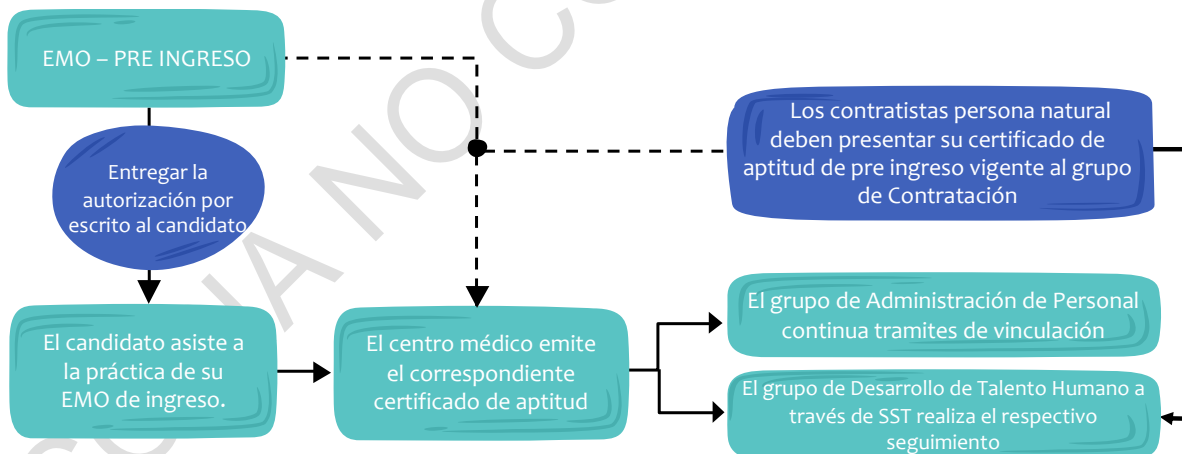 EMO – PRE INGRESO
Entregar la
autorización por
escrito al candidato
El candidato asiste a
la práctica de su
EMO de ingreso.
El centro médico emite
el correspondiente
certificado de aptitud
Los contratistas persona natural
deben presentar su certificado de
aptitud de pre ingreso vigente al grupo
de Contratación
El grupo de Administración de Personal
continua tramites de vinculación
El grupo de Desarrollo de Talento Humano a
través de SST realiza el respectivo
seguimiento
NO